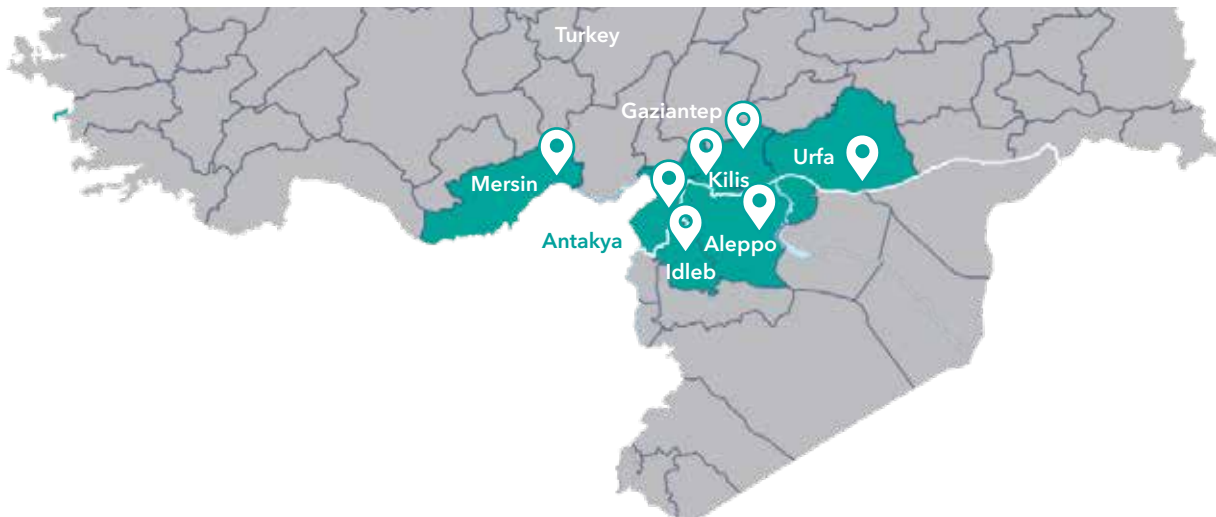 Turkey
Gaziantep
Urfa
Mersin
Kilis
Antakya
Aleppo
Idleb